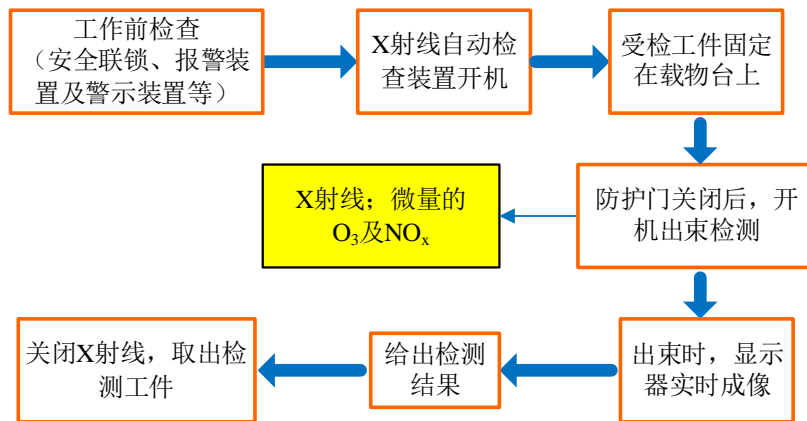 工作前检查
（安全联锁、报警装
置及警示装置等）
X射线自动检
查装置开机
受检工件固定
在载物台上
防护门关闭后，开
机出束检测
X射线；微量的
O₃及NOₓ
出束时，显示
器实时成像
给出检测
结果
关闭X射线，取出检
测工件